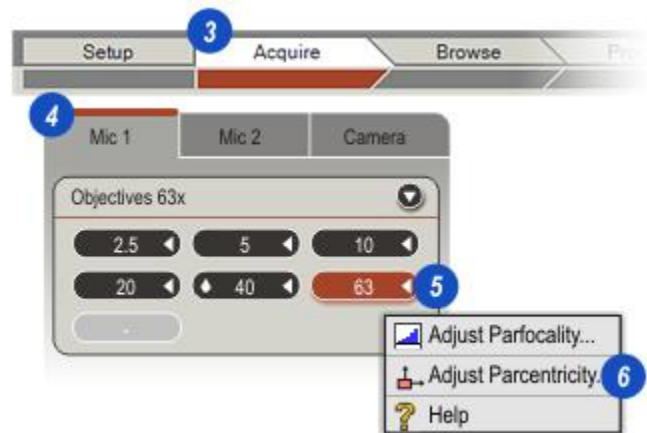 3
Setup Acquire Browse
4
Mic 1 Mic 2 Camera
Objectives 63x
2.5 5 10
20 40 63 5
-
Adjust Parfocality...
Adjust Parcentricity. 6
? Help